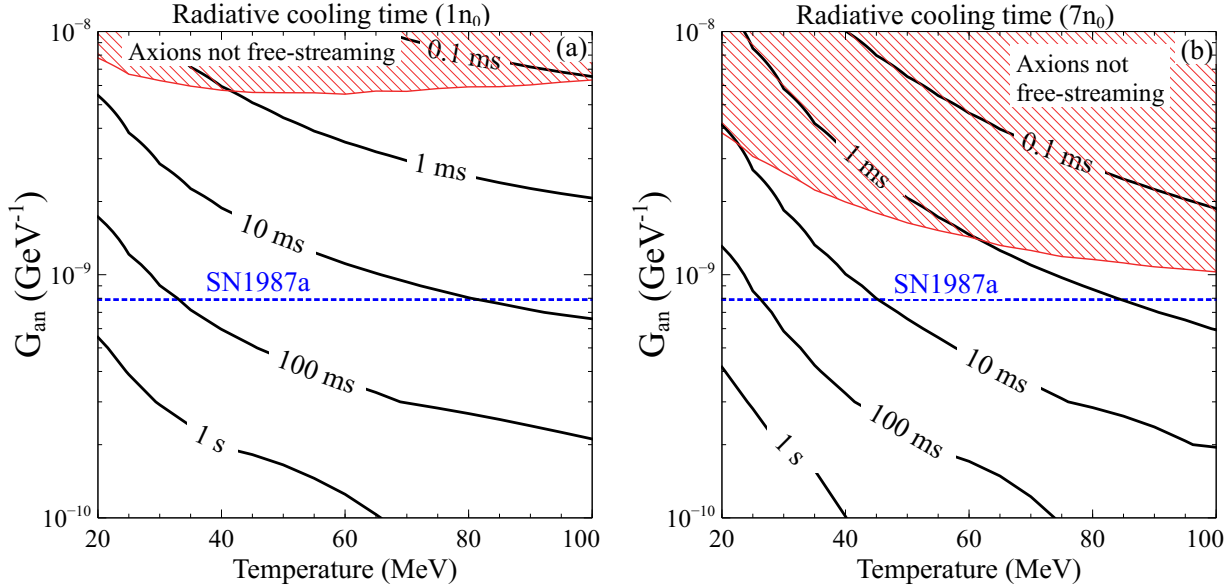 Radiative cooling time (1n₀)
(a)
Axions not free-streaming
0.1 ms
1 ms
10 ms
SN1987a
100 ms
1 s
10⁻⁸
10⁻⁹
10⁻¹⁰
Gₐₙ (GeV⁻¹)
20 40 60 80 100
Temperature (MeV)
Radiative cooling time (7n₀)
(b)
Axions not
free-streaming
0.1 ms
1 ms
SN1987a
10 ms
100 ms
1 s
10⁻⁸
10⁻⁹
10⁻¹⁰
Gₐₙ (GeV⁻¹)
20 40 60 80 100
Temperature (MeV)